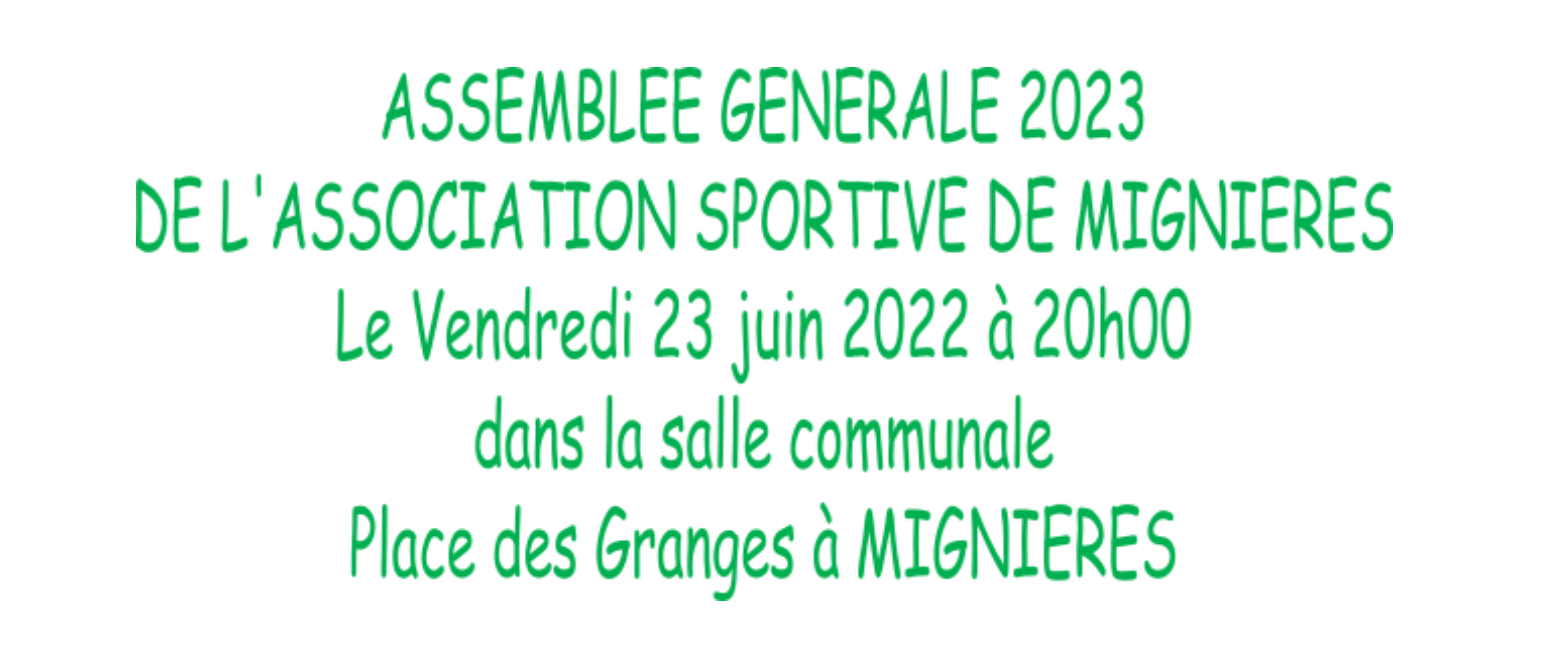 ASSEMBLEE GENERALE 2023
DE L'ASSOCIATION SPORTIVE DE MIGNIERES
Le Vendredi 23 juin 2022 à 20h00
dans la salle communale
Place des Granges à MIGNIERES